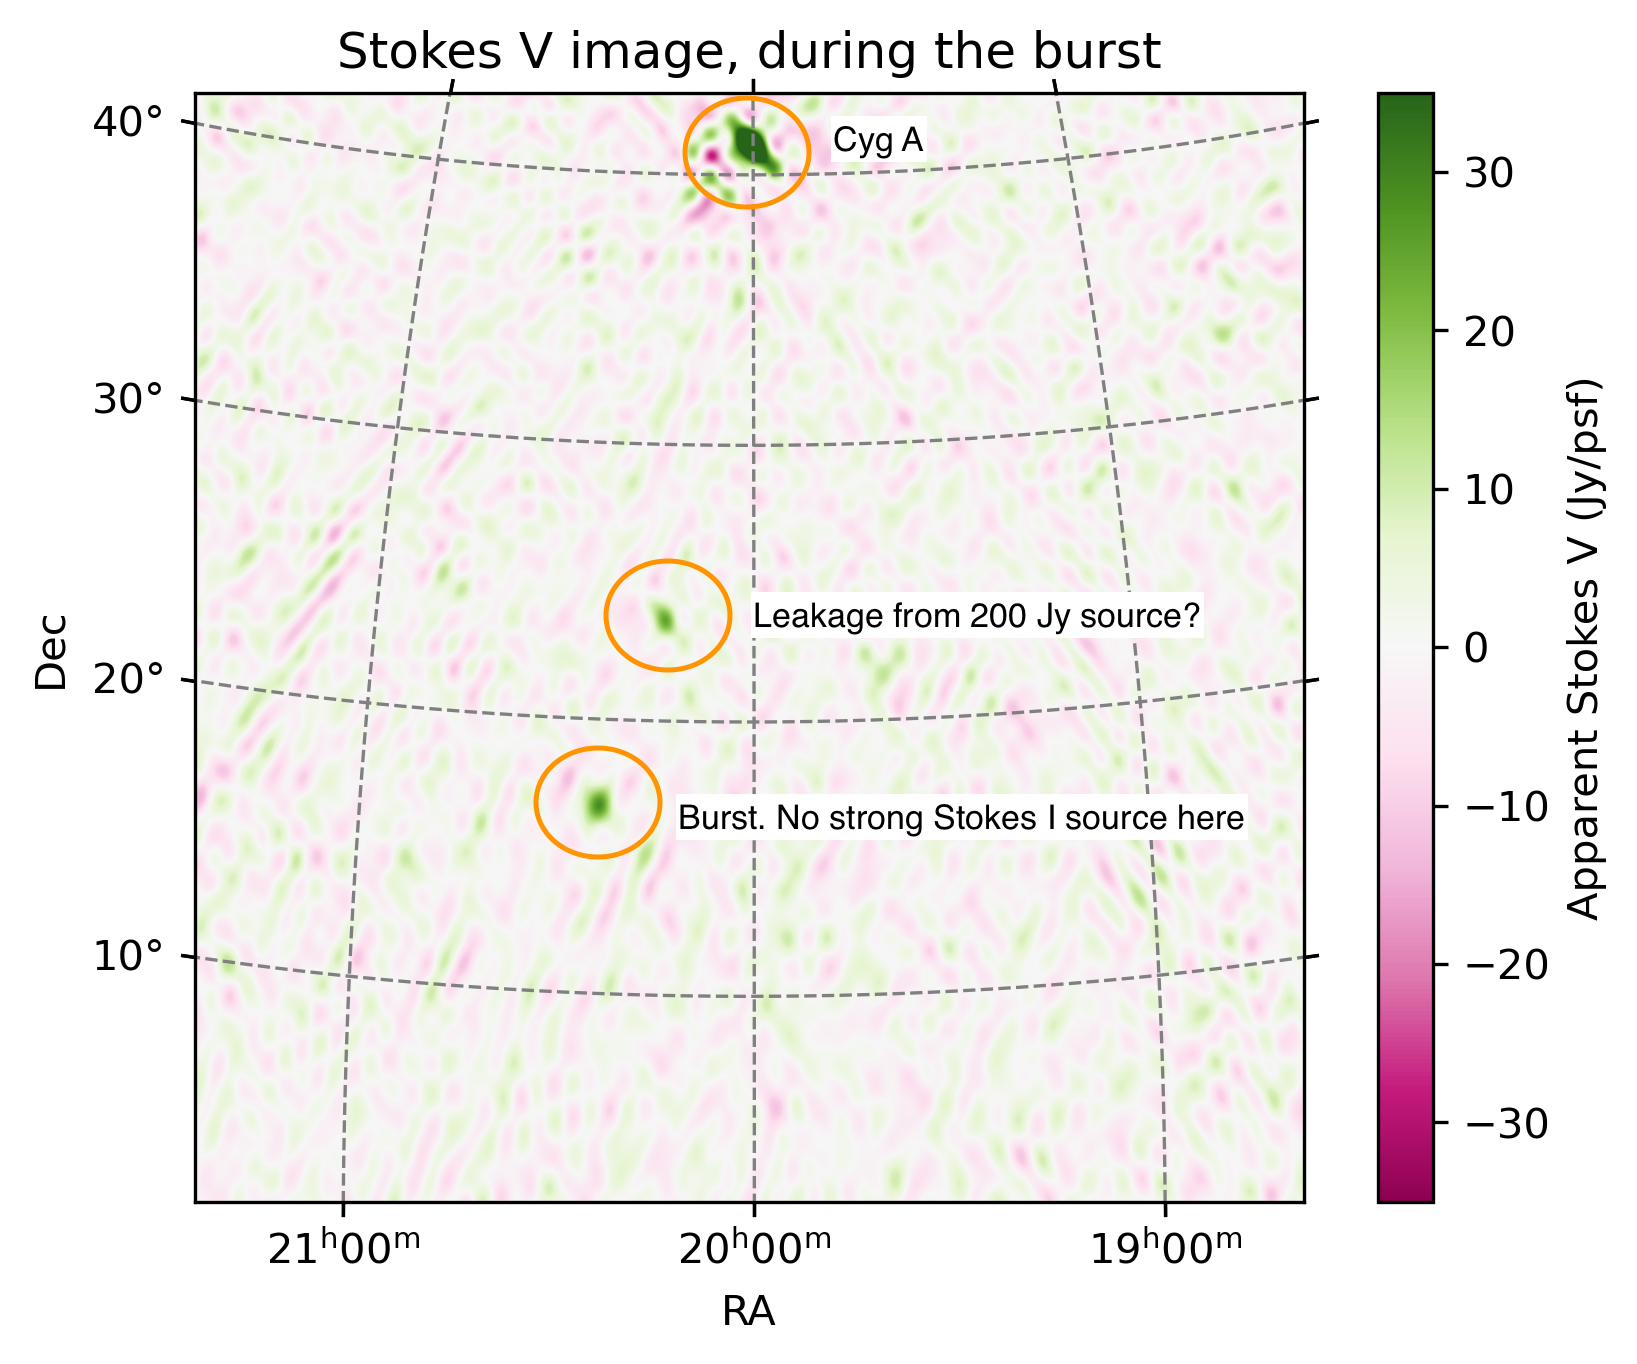 Stokes V image, during the burst
40°
Cyg A
30°
20°
10°
Dec
Leakage from 200 Jy source?
Burst. No strong Stokes I source here
21ʰ00ᵐ
20ʰ00ᵐ
19ʰ00ᵐ
RA
30
20
10
0
−10
−20
−30
Apparent Stokes V (Jy/psf)